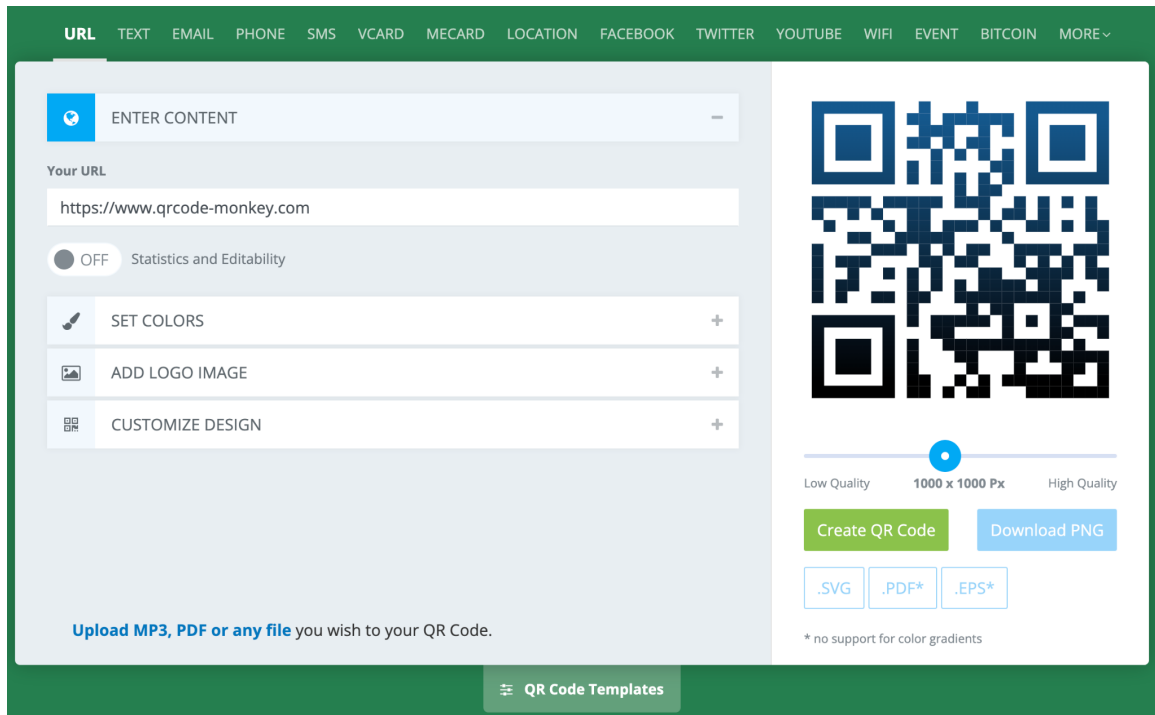 URL TEXT EMAIL PHONE SMS VCARD MECARD LOCATION FACEBOOK TWITTER YOUTUBE WIFI EVENT BITCOIN MORE
ENTER CONTENT
Your URL
https://www.qrcode-monkey.com
OFF Statistics and Editability
SET COLORS
ADD LOGO IMAGE
CUSTOMIZE DESIGN
Upload MP3, PDF or any file you wish to your QR Code.
Low Quality 1000 x 1000 Px High Quality
Create QR Code Download PNG
.SVG .PDF* .EPS*
* no support for color gradients
QR Code Templates